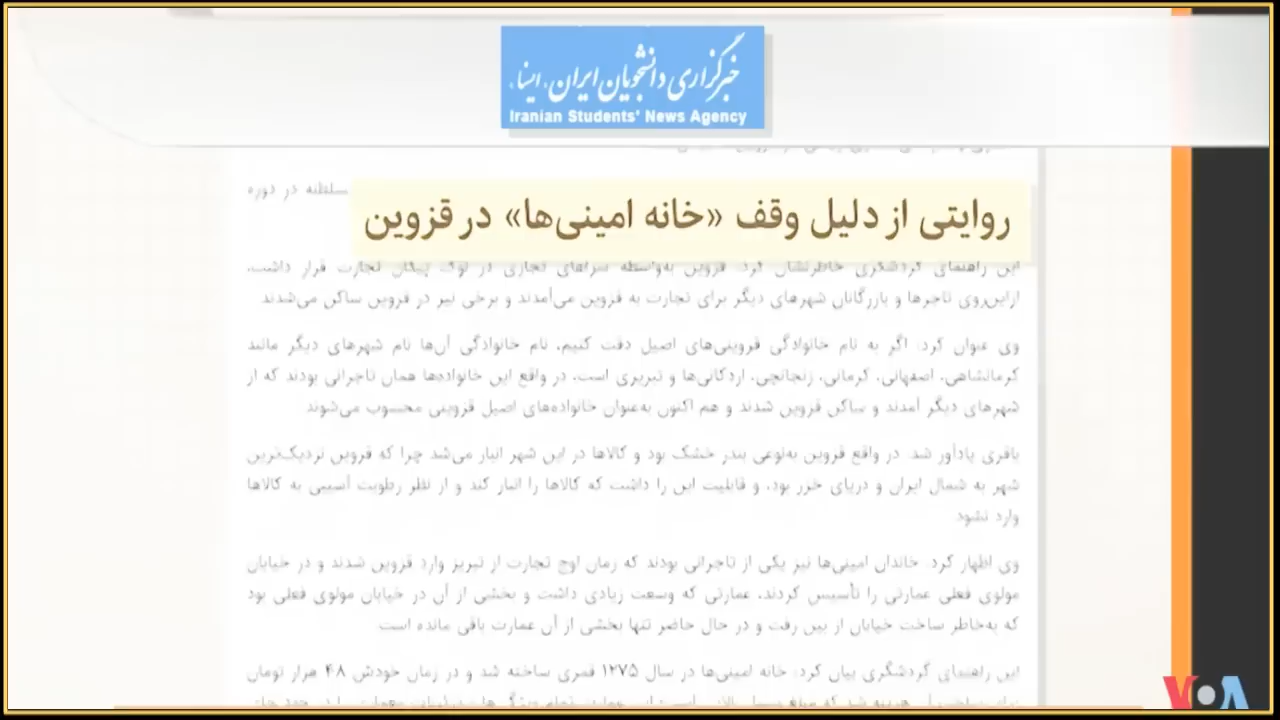 خبرگزاری دانشجویان ایران، ایسنا،
Iranian Students' News Agency
سلطنه در دوره
روایتی از دلیل وقف «خانه امینی‌ها» در قزوین
این راهنمای گردشگری خاطرنشان کرد: قزوین به‌واسطه سراهای تجاری در نوک پیکان تجارت قرار داشت،
ازاین‌روی تاجرها و بازرگانان شهرهای دیگر برای تجارت به قزوین می‌آمدند و برخی نیز در قزوین ساکن می‌شدند
وی عنوان کرد: اگر به نام خانوادگی قزوینی‌های اصیل دقت کنیم، نام خانوادگی آن‌ها نام شهرهای دیگر مانند
کرمانشاهی، اصفهانی، کرمانی، زنجانچی، اردکانی‌ها و تبریزی است، در واقع این خانواده‌ها همان تاجرانی بودند که از
شهرهای دیگر آمدند و ساکن قزوین شدند و هم اکنون به‌عنوان خانواده‌های اصیل قزوینی محسوب می‌شوند
باقری یادآور شد: در واقع قزوین به‌نوعی بندر خشک بود و کالاها در این شهر انبار می‌شد چرا که قزوین نزدیک‌ترین
شهر به شمال ایران و دریای خزر بود، و قابلیت این را داشت که کالاها را انبار کند و از نظر رطوبت آسیبی به کالاها
وارد نشود
وی اظهار کرد: خاندان امینی‌ها نیز یکی از تاجرانی بودند که زمان اوج تجارت از تبریز وارد قزوین شدند و در خیابان
مولوی فعلی عمارتی را تأسیس کردند، عمارتی که وسعت زیادی داشت و بخشی از آن در خیابان مولوی فعلی بود
که به‌خاطر ساخت خیابان از بین رفت و در حال حاضر تنها بخشی از آن عمارت باقی مانده است
این راهنمای گردشگری بیان کرد: خانه امینی‌ها در سال ۱۲۷۵ قمری ساخته شد و در زمان خودش ۴۸ هزار تومان
VOA